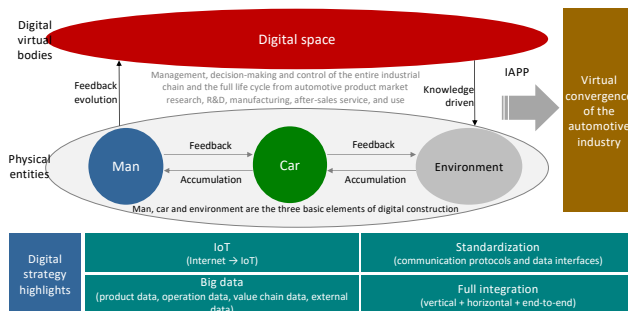 Digital
virtual
bodies
Digital space
Management, decision-making and control of the entire industrial
chain and the full life cycle from automotive product market
research, R&D, manufacturing, after-sales service, and use
Feedback
evolution
Knowledge
driven
IAPP
Virtual
convergence
of the
automotive
industry
Physical
entities
Man
Feedback
Accumulation
Car
Feedback
Accumulation
Environment
Man, car and environment are the three basic elements of digital construction
Digital
strategy
highlights
IoT
(Internet → IoT)
Standardization
(communication protocols and data interfaces)
Big data
(product data, operation data, value chain data, external
data)
Full integration
(vertical + horizontal + end-to-end)